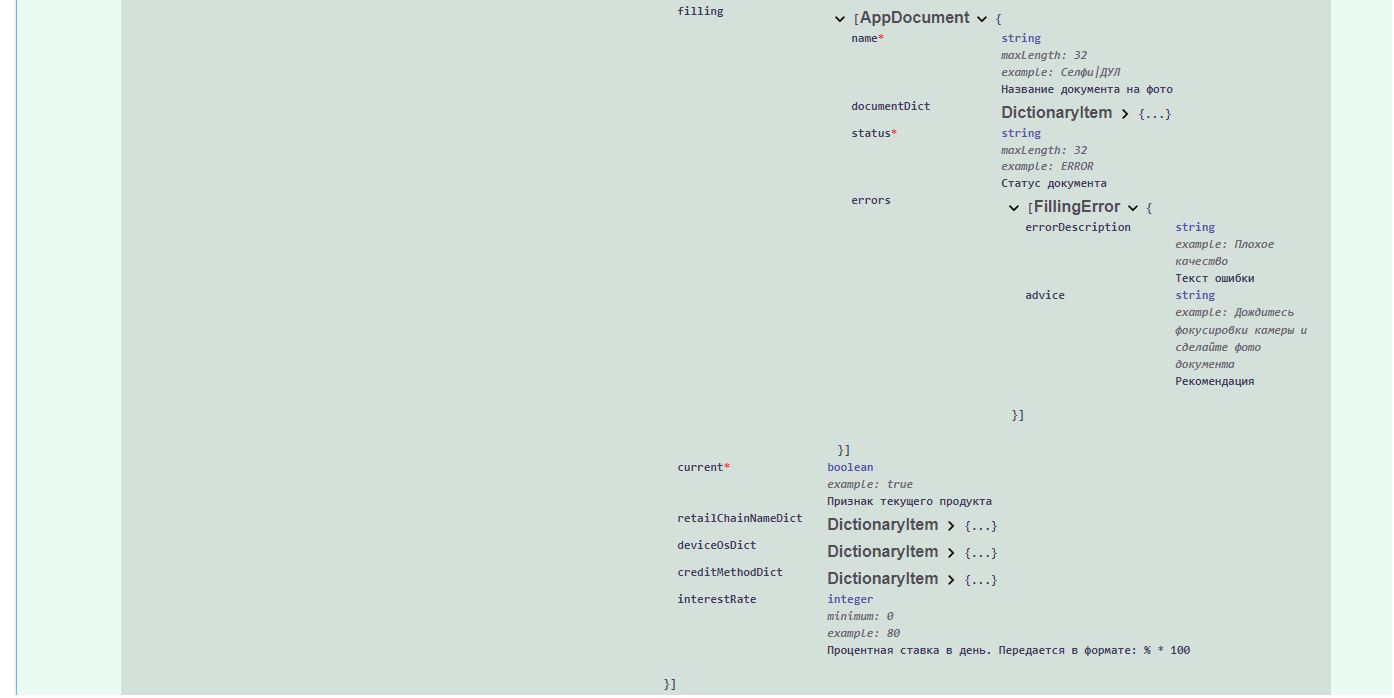 filling [AppDocument {
name* string
maxLength: 32
example: Селфи|ДУЛ
Название документа на фото
documentDict DictionaryItem {...}
status* string
maxLength: 32
example: ERROR
Статус документа
errors [FillingError {
errorDescription string
example: Плохое
качество
Текст ошибки
advice string
example: Дождитесь
фокусировки камеры и
сделайте фото
документа
Рекомендация
}]
}]
current* boolean
example: true
Признак текущего продукта
retailChainNameDict DictionaryItem {...}
deviceOsDict DictionaryItem {...}
creditMethodDict DictionaryItem {...}
interestRate integer
minimum: 0
example: 80
Процентная ставка в день. Передается в формате: % * 100
}]